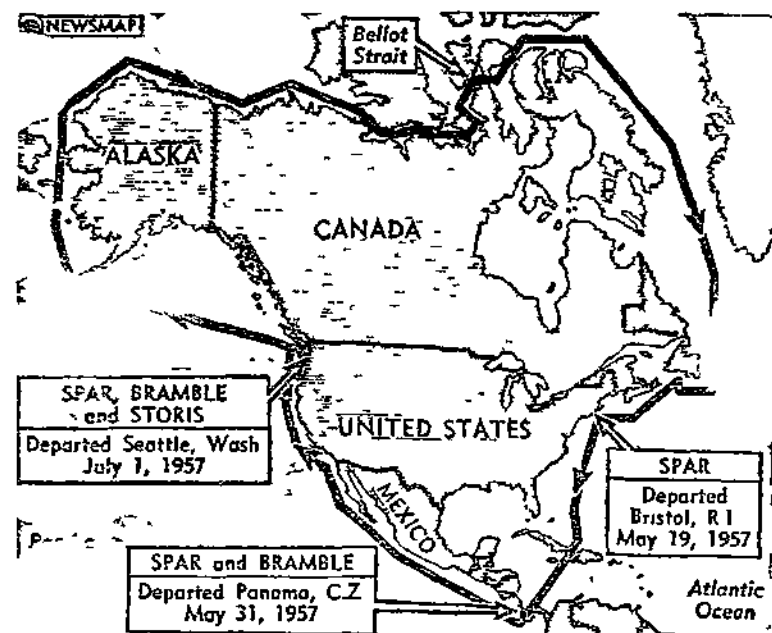 NEWSMAP
Bellot
Strait
ALASKA
CANADA
SPAR, BRAMBLE
and STORIS
Departed Seattle, Wash
July 1, 1957
UNITED STATES
MEXICO
SPAR
Departed
Bristol, R I
May 19, 1957
SPAR and BRAMBLE
Departed Panama, C.Z
May 31, 1957
Atlantic
Ocean